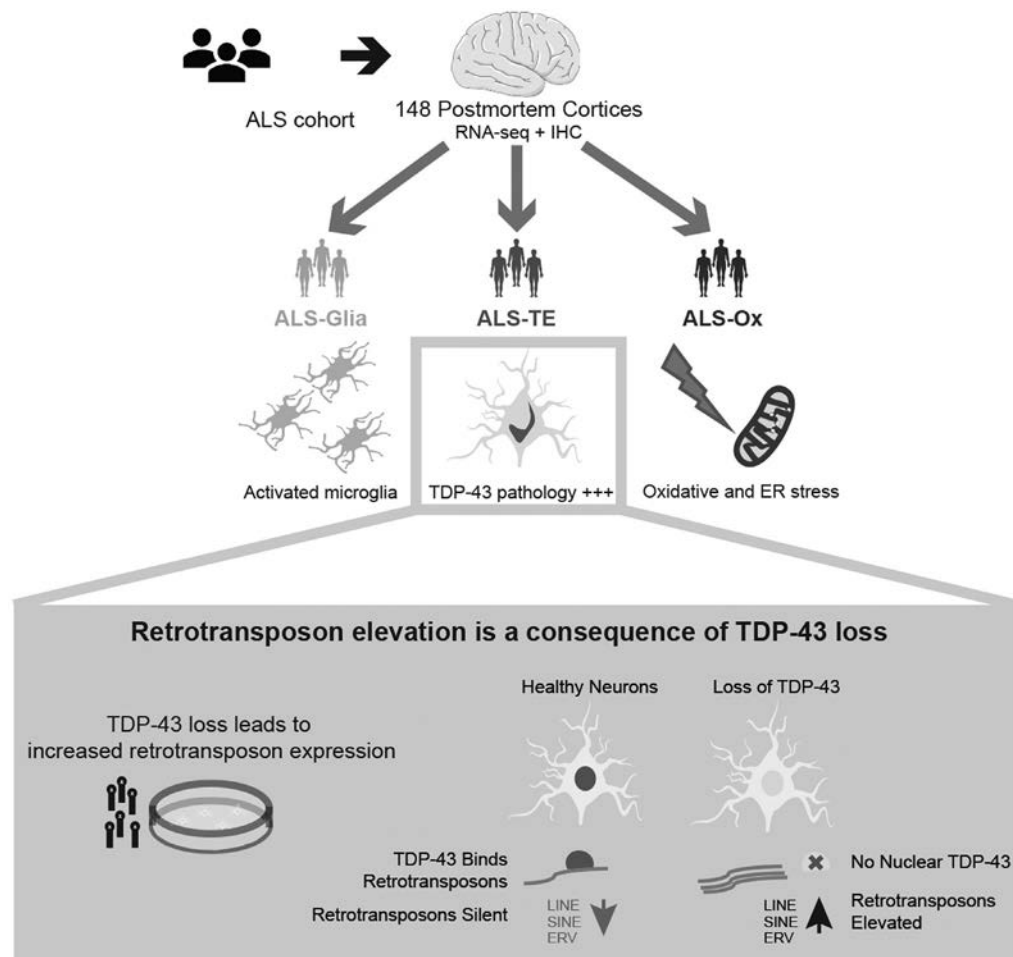 ALS cohort
148 Postmortem Cortices
RNA-seq + IHC
ALS-Glia
ALS-TE
ALS-Ox
Activated microglia
TDP-43 pathology +++
Oxidative and ER stress
Retrotransposon elevation is a consequence of TDP-43 loss
TDP-43 loss leads to
increased retrotransposon expression
Healthy Neurons
Loss of TDP-43
TDP-43 Binds
Retrotransposons
No Nuclear TDP-43
Retrotransposons Silent
LINE
SINE
ERV
LINE
SINE
ERV
Retrotransposons
Elevated